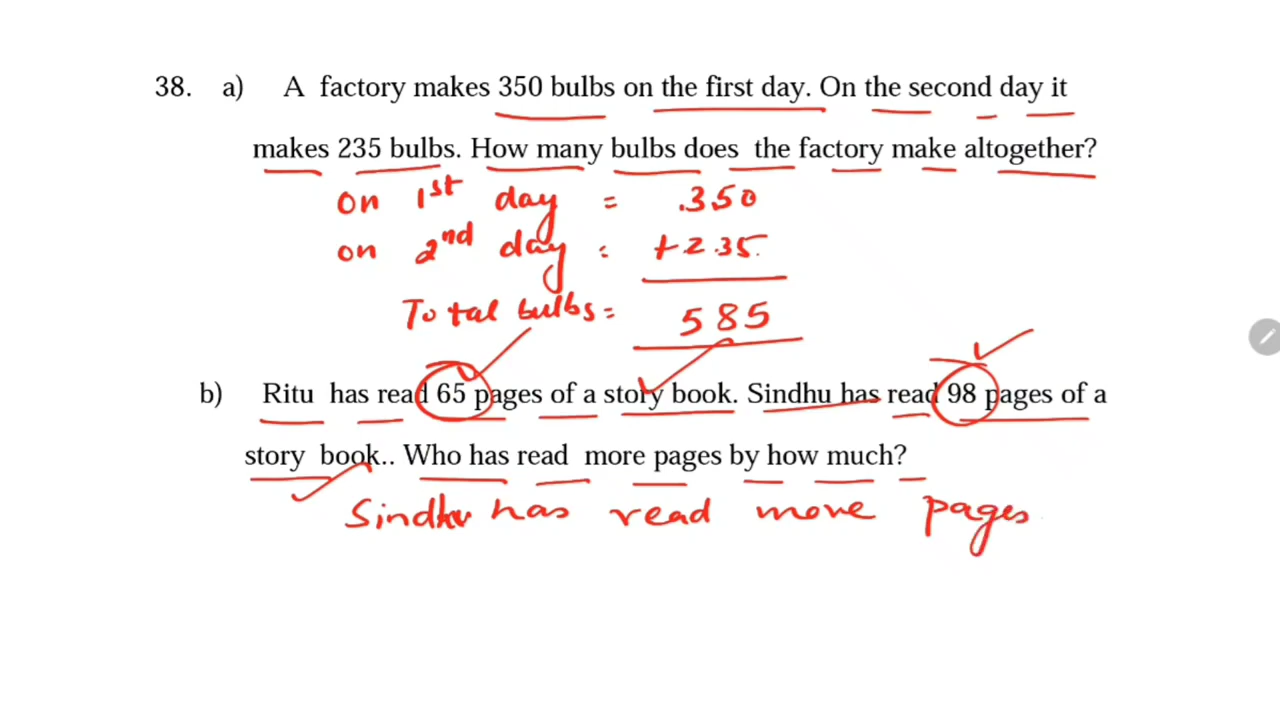 38. a) A factory makes 350 bulbs on the first day. On the second day it
makes 235 bulbs. How many bulbs does the factory make altogether?
on 1st day = 350
on 2nd day = +235
Total bulbs = 585
b) Ritu has read 65 pages of a story book. Sindhu has read 98 pages of a
story book.. Who has read more pages by how much?
Sindhu has read more pages